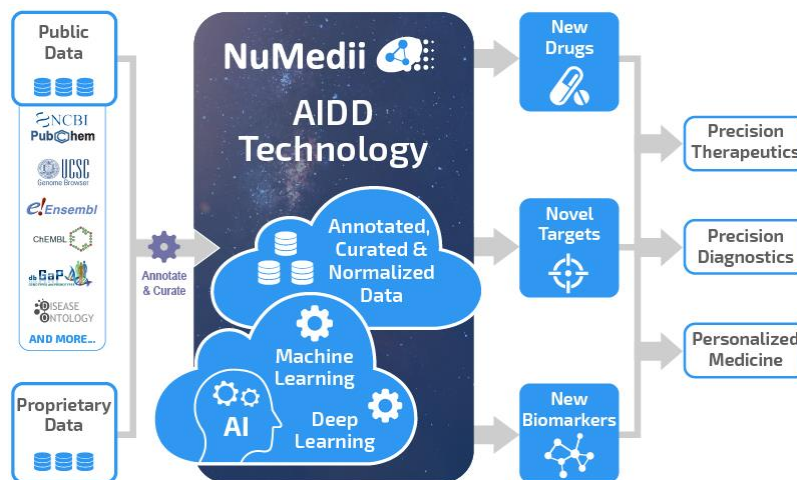 Public
Data
NCBI
PubChem
UCSC
Genome Browser
e!Ensembl
ChEMBL
dbGaP
DISEASE
ONTOLOGY
AND MORE...
Proprietary
Data
Annotate
& Curate
NuMedii
AIDD
Technology
Annotated,
Curated &
Normalized
Data
Machine
Learning
AI
Deep
Learning
New
Drugs
Novel
Targets
New
Biomarkers
Precision
Therapeutics
Precision
Diagnostics
Personalized
Medicine